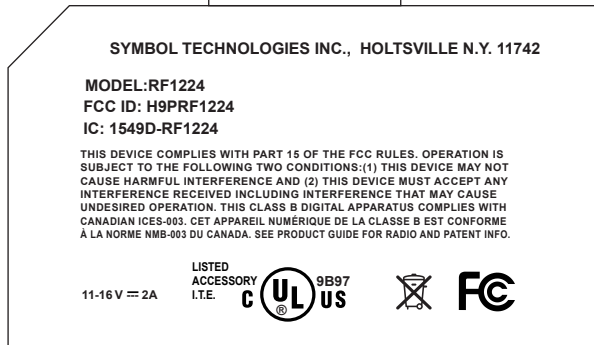 SYMBOL TECHNOLOGIES INC., HOLTSVILLE N.Y. 11742
MODEL:RF1224
FCC ID: H9PRF1224
IC: 1549D-RF1224
THIS DEVICE COMPLIES WITH PART 15 OF THE FCC RULES. OPERATION IS
SUBJECT TO THE FOLLOWING TWO CONDITIONS:(1) THIS DEVICE MAY NOT
CAUSE HARMFUL INTERFERENCE AND (2) THIS DEVICE MUST ACCEPT ANY
INTERFERENCE RECEIVED INCLUDING INTERFERENCE THAT MAY CAUSE
UNDESIRED OPERATION. THIS CLASS B DIGITAL APPARATUS COMPLIES WITH
CANADIAN ICES-003. CET APPAREIL NUMÉRIQUE DE LA CLASSE B EST CONFORME
À LA NORME NMB-003 DU CANADA. SEE PRODUCT GUIDE FOR RADIO AND PATENT INFO.
11-16 V ⎓ 2A
LISTED
ACCESSORY
I.T.E.
C UL ® US
9B97
FC